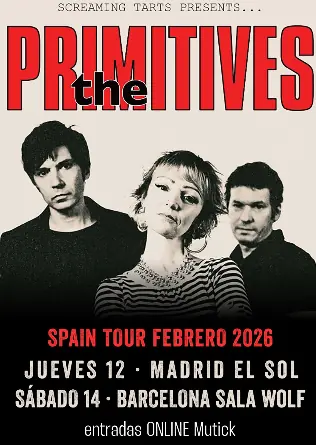 SCREAMING TARTS PRESENTS...
the PRIMITIVES
SPAIN TOUR FEBRERO 2026
JUEVES 12 · MADRID EL SOL
SÁBADO 14 · BARCELONA SALA WOLF
entradas ONLINE Mutick